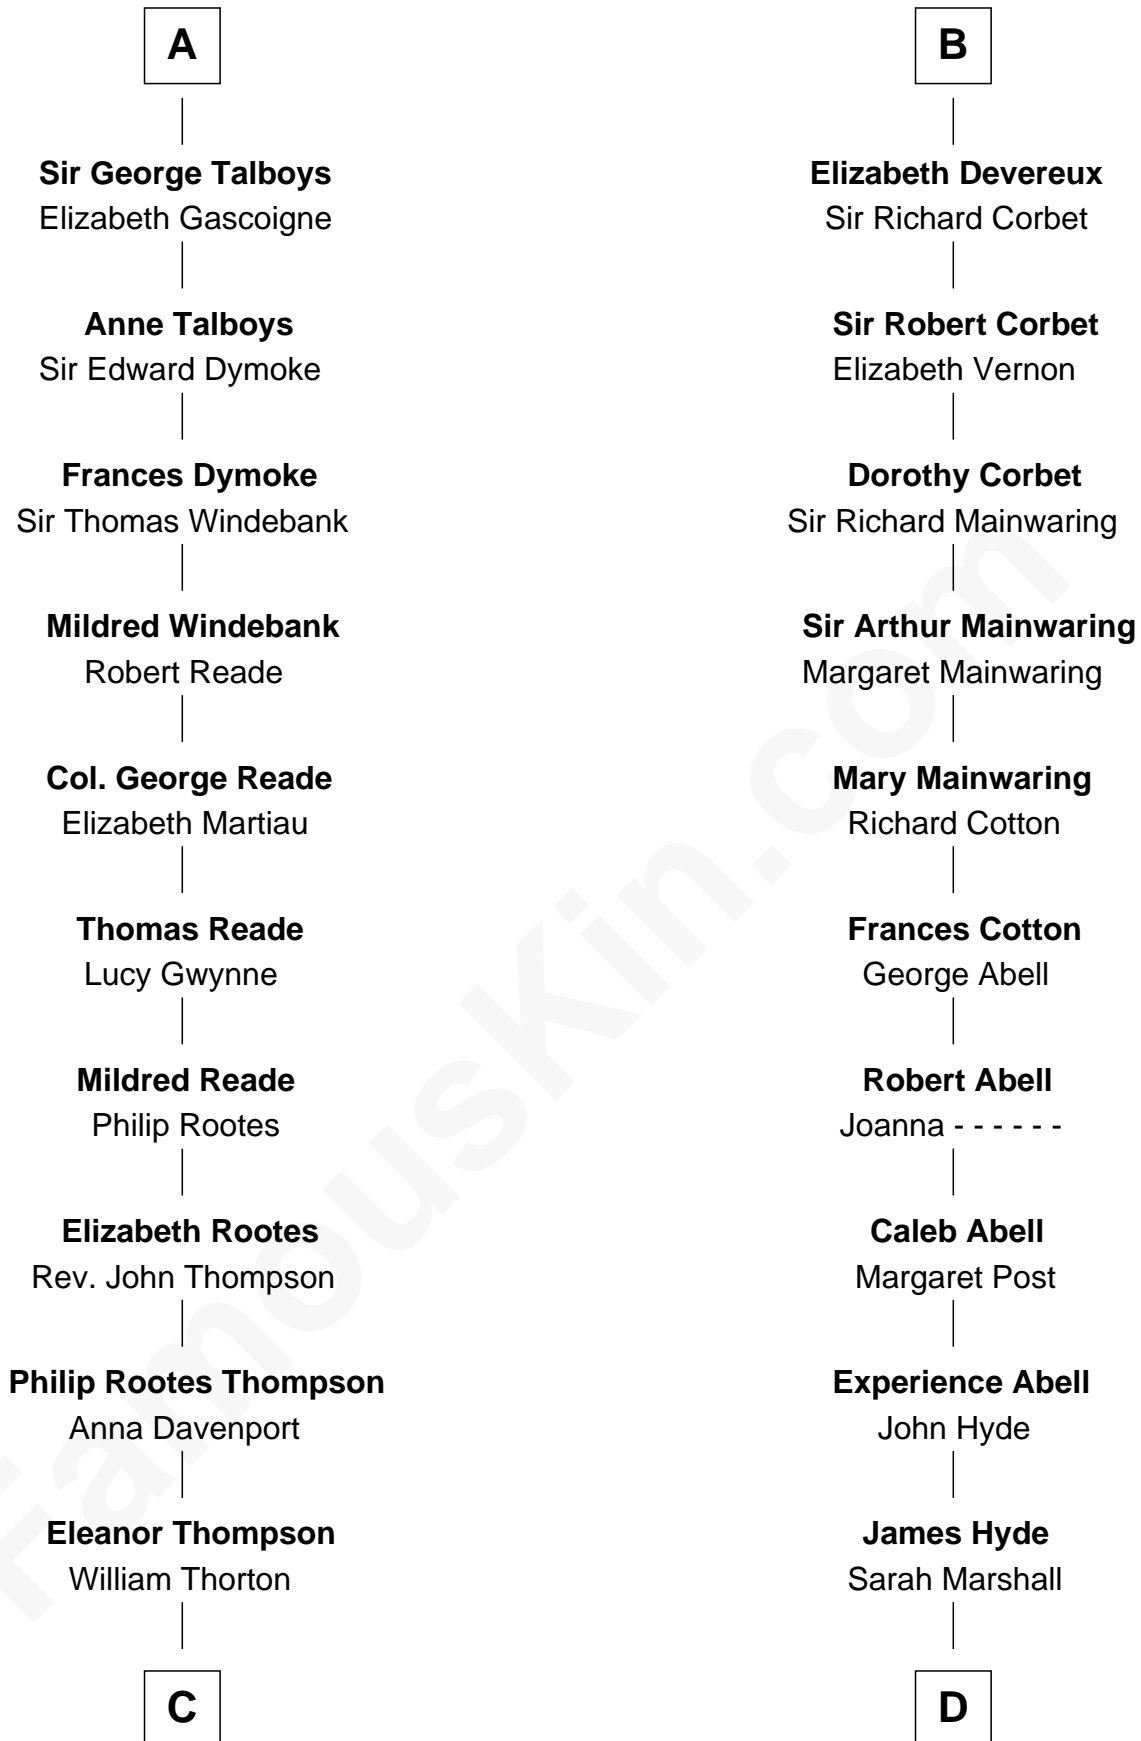 A
Sir George Talboys
Elizabeth Gascoigne
Anne Talboys
Sir Edward Dymoke
Frances Dymoke
Sir Thomas Windebank
Mildred Windebank
Robert Reade
Col. George Reade
Elizabeth Martiau
Thomas Reade
Lucy Gwynne
Mildred Reade
Philip Rootes
Elizabeth Rootes
Rev. John Thompson
Philip Rootes Thompson
Anna Davenport
Eleanor Thompson
William Thorton
C
B
Elizabeth Devereux
Sir Richard Corbet
Sir Robert Corbet
Elizabeth Vernon
Dorothy Corbet
Sir Richard Mainwaring
Sir Arthur Mainwaring
Margaret Mainwaring
Mary Mainwaring
Richard Cotton
Frances Cotton
George Abell
Robert Abell
Joanna - - - - - -
Caleb Abell
Margaret Post
Experience Abell
John Hyde
James Hyde
Sarah Marshall
D
FamousKin.com